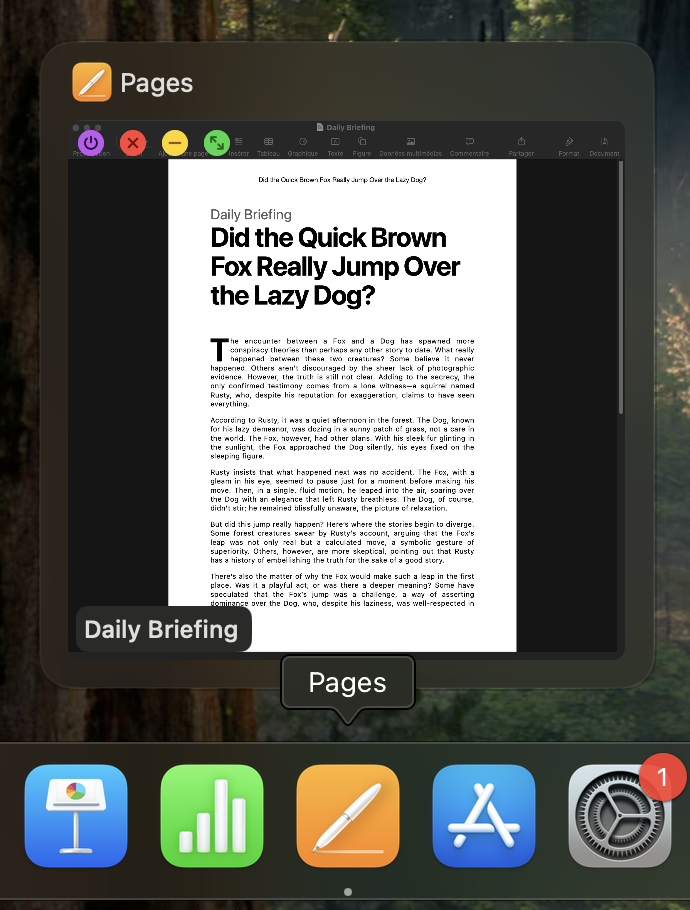 Pages
Daily Briefing
Insérer Tableau Graphique Texte Figure Données multimédias Commentaire Partager Format Document
Did the Quick Brown Fox Really Jump Over the Lazy Dog?
Daily Briefing
Did the Quick Brown
Fox Really Jump Over
the Lazy Dog?
The encounter between a Fox and a Dog has spawned more
conspiracy theories than perhaps any other story to date. What really
happened between these two creatures? Some believe it never
happened. Others aren't discouraged by the sheer lack of photographic
evidence. However, the truth is still not clear. Adding to the secrecy, the
only confirmed testimony comes from a lone witness—a squirrel named
Rusty, who, despite his reputation for exaggeration, claims to have seen
everything.
According to Rusty, it was a quiet afternoon in the forest. The Dog, known
for his lazy demeanor, was dozing in a sunny patch of grass, not a care in
the world. The Fox, however, had other plans. With his sleek fur glinting in
the sunlight, the Fox approached the Dog silently, his eyes fixed on the
sleeping figure.
Rusty insists that what happened next was no accident. The Fox, with a
gleam in his eye, seemed to pause just for a moment before making his
move. Then, in a single, fluid motion, he leaped into the air, soaring over
the Dog with an elegance that left Rusty breathless. The Dog, of course,
didn't stir; he remained blissfully unaware, the picture of relaxation.
But did this jump really happen? Here's where the stories begin to diverge.
Some forest creatures swear by Rusty's account, arguing that the Fox's
leap was not only real but a calculated move, a symbolic gesture of
superiority. Others, however, are more skeptical, pointing out that Rusty
has a history of embellishing the truth for the sake of a good story.
There's also the matter of why the Fox would make such a leap in the first
place. Was it a playful act, or was there a deeper meaning? Some have
speculated that the Fox's jump was a challenge, a way of asserting
dominance over the Dog, who, despite his laziness, was well-respected in
Daily Briefing
Pages
1